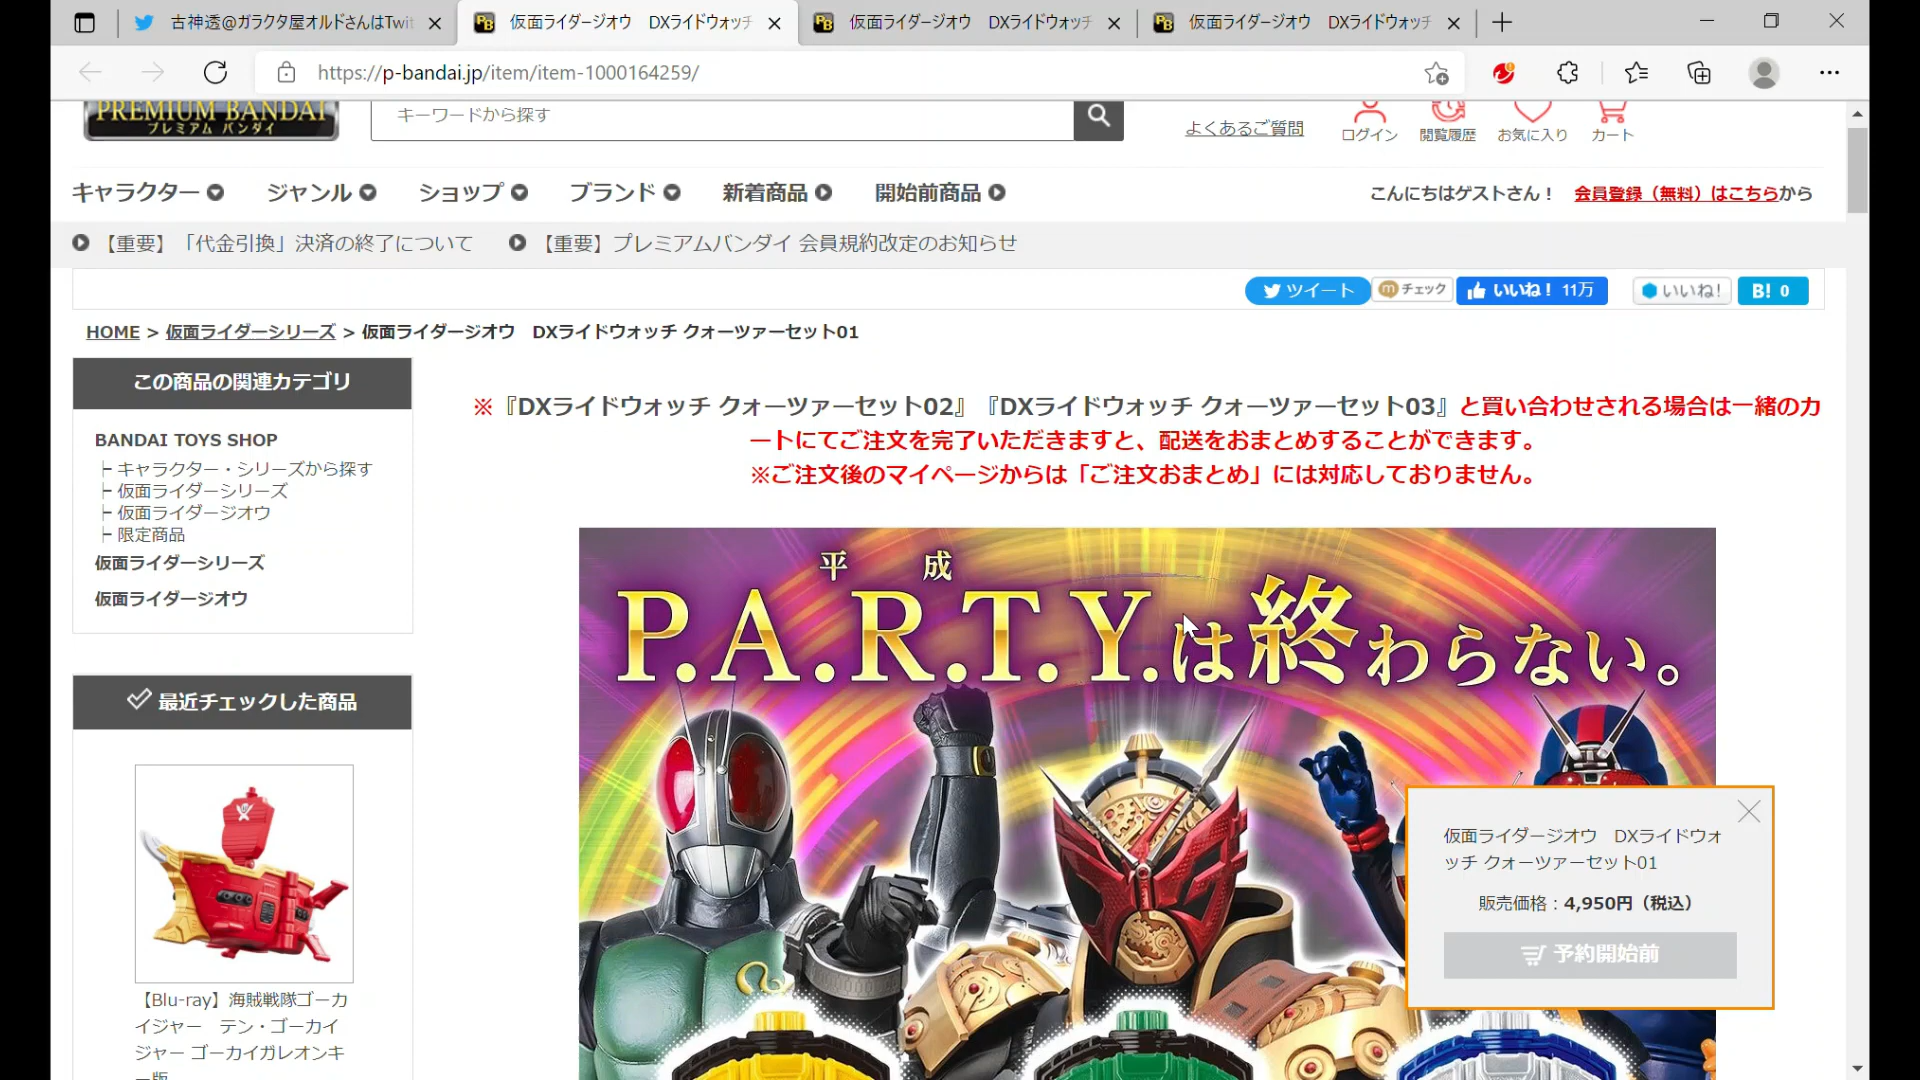 古神透@ガラクタ屋オルドさんはTwit
仮面ライダージオウ　DXライドウォッチ
仮面ライダージオウ　DXライドウォッチ
仮面ライダージオウ　DXライドウォッチ
https://p-bandai.jp/item/item-1000164259/
PREMIUM BANDAI
プレミアム バンダイ
キーワードから探す
よくあるご質問
ログイン
閲覧履歴
お気に入り
カート
キャラクター
ジャンル
ショップ
ブランド
新着商品
開始前商品
こんにちはゲストさん！ 会員登録（無料）はこちらから
【重要】「代金引換」決済の終了について
【重要】プレミアムバンダイ 会員規約改定のお知らせ
ツイート
チェック
いいね！ 11万
いいね!
B! 0
HOME > 仮面ライダーシリーズ > 仮面ライダージオウ　DXライドウォッチ クォーツァーセット01
この商品の関連カテゴリ
BANDAI TOYS SHOP
├ キャラクター・シリーズから探す
├ 仮面ライダーシリーズ
├ 仮面ライダージオウ
├ 限定商品
仮面ライダーシリーズ
仮面ライダージオウ
※『DXライドウォッチ クォーツァーセット02』『DXライドウォッチ クォーツァーセット03』と買い合わせされる場合は一緒のカ
ートにてご注文を完了いただきますと、配送をおまとめすることができます。
※ご注文後のマイページからは「ご注文おまとめ」には対応しておりません。
平成
P.A.R.T.Y.は終わらない。
最近チェックした商品
【Blu-ray】海賊戦隊ゴーカ
イジャー　テン・ゴーカイ
ジャー ゴーカイガレオンキ
ー版
仮面ライダージオウ　DXライドウォ
ッチ クォーツァーセット01
販売価格：4,950円（税込）
予約開始前